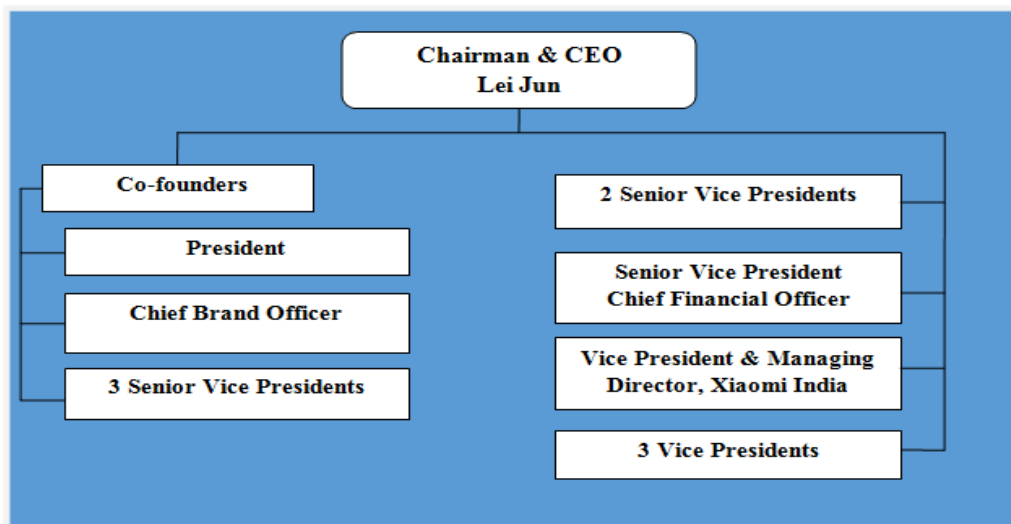 Chairman & CEO
Lei Jun
Co-founders
President
Chief Brand Officer
3 Senior Vice Presidents
2 Senior Vice Presidents
Senior Vice President
Chief Financial Officer
Vice President & Managing
Director, Xiaomi India
3 Vice Presidents